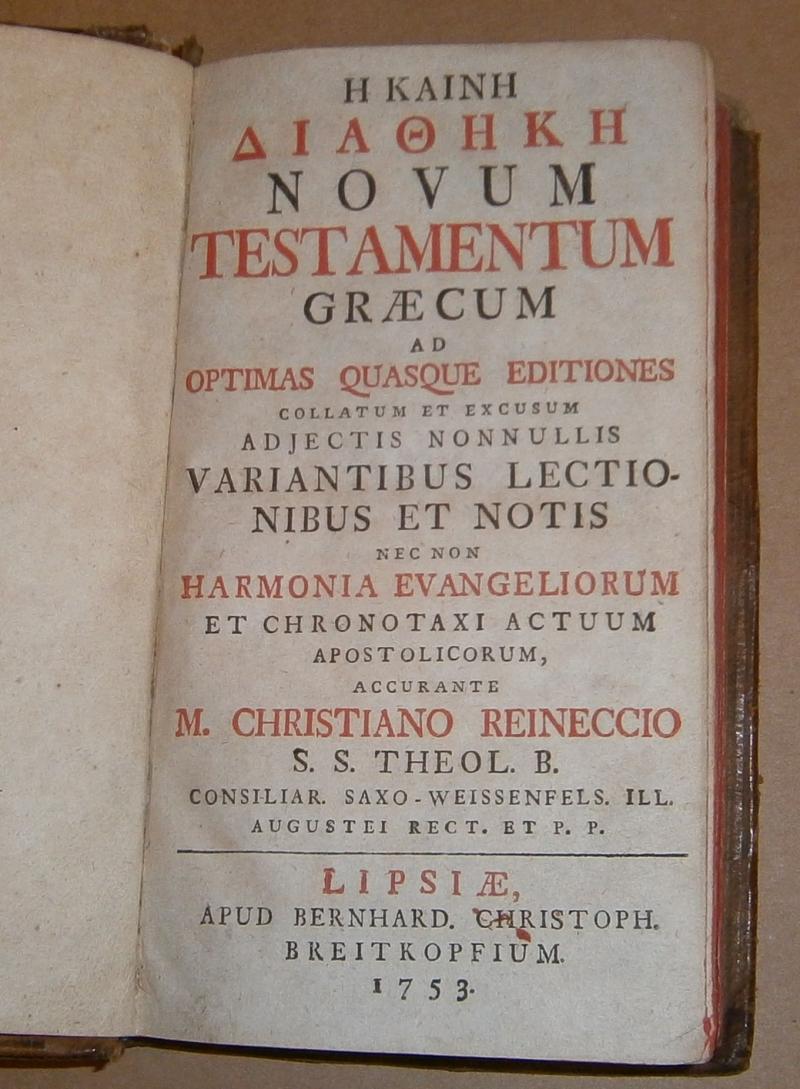 Η ΚΑΙΝΗ
ΔΙΑΘΗΚΗ
NOVUM
TESTAMENTUM
GRÆCUM
AD
OPTIMAS QUASQUE EDITIONES
COLLATUM ET EXCUSUM
ADJECTIS NONNULLIS
VARIANTIBUS LECTIO-
NIBUS ET NOTIS
NEC NON
HARMONIA EVANGELIORUM
ET CHRONOTAXI ACTUUM
APOSTOLICORUM,
ACCURANTE
M. CHRISTIANO REINECCIO
S. S. THEOL. B.
CONSILIAR. SAXO-WEISSENFELS. ILL.
AUGUSTEI RECT. ET P. P.
LIPSIÆ,
APUD BERNHARD. CHRISTOPH.
BREITKOPFIUM.
1753.